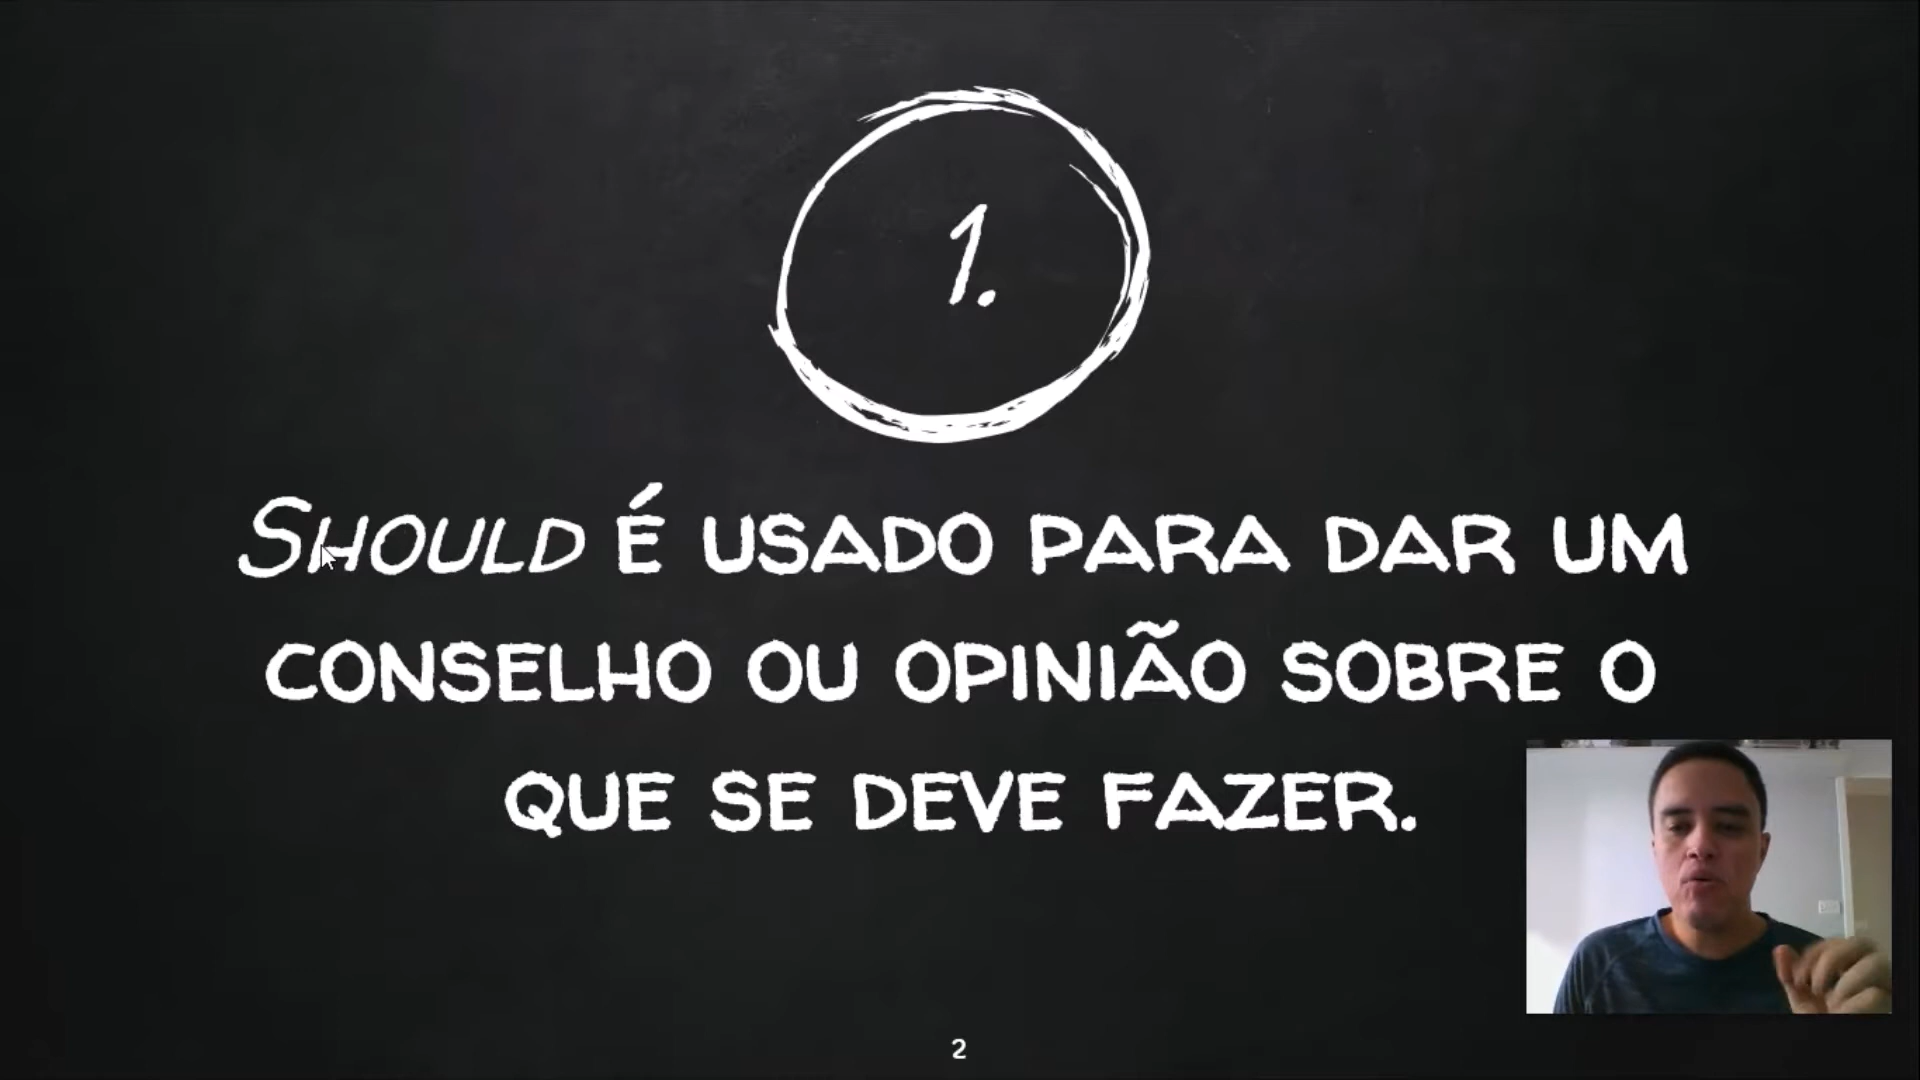 1.
Should É USADO PARA DAR UM
CONSELHO OU OPINIÃO SOBRE O
QUE SE DEVE FAZER.
2